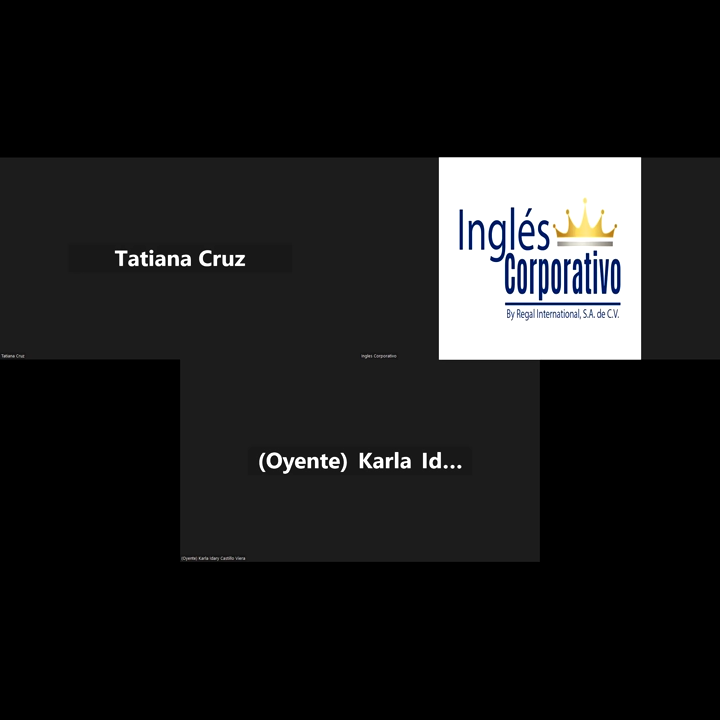 Tatiana Cruz
Inglés
Corporativo
By Regal International, S.A. de C.V.
Tatiana Cruz
Ingles Corporativo
(Oyente) Karla Id...
(Oyente) Karla Idary Castillo Viera